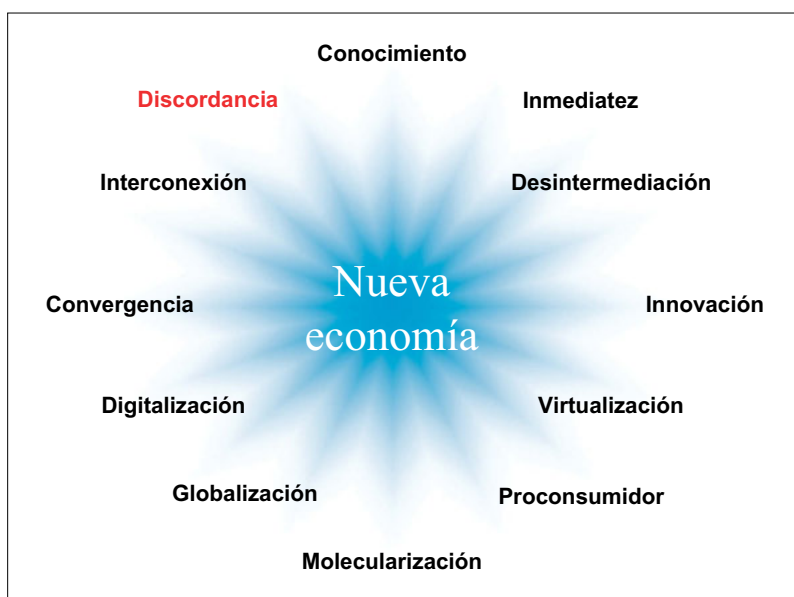 Conocimiento
Discordancia
Inmediatez
Interconexión
Desintermediación
Nueva
economía
Convergencia
Innovación
Digitalización
Virtualización
Globalización
Proconsumidor
Molecularización